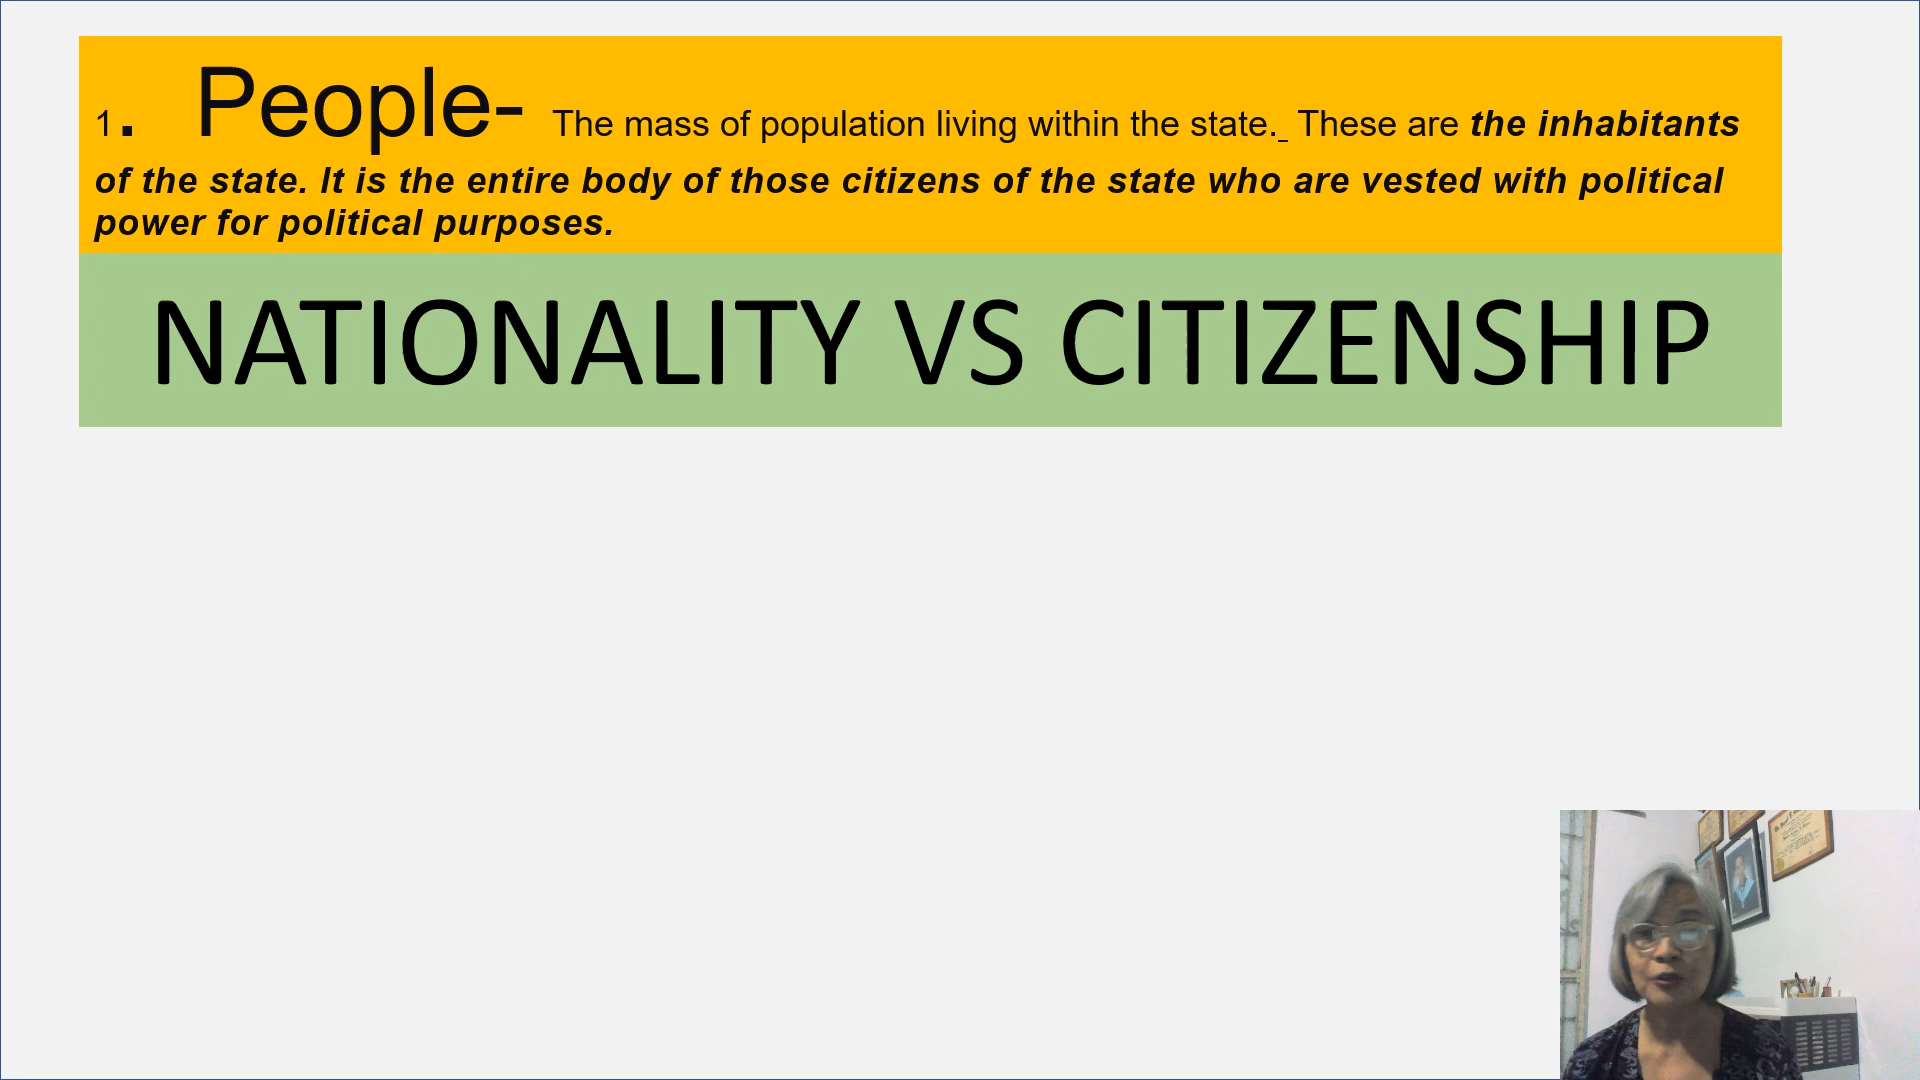 1. People- The mass of population living within the state. These are the inhabitants
of the state. It is the entire body of those citizens of the state who are vested with political
power for political purposes.
NATIONALITY VS CITIZENSHIP